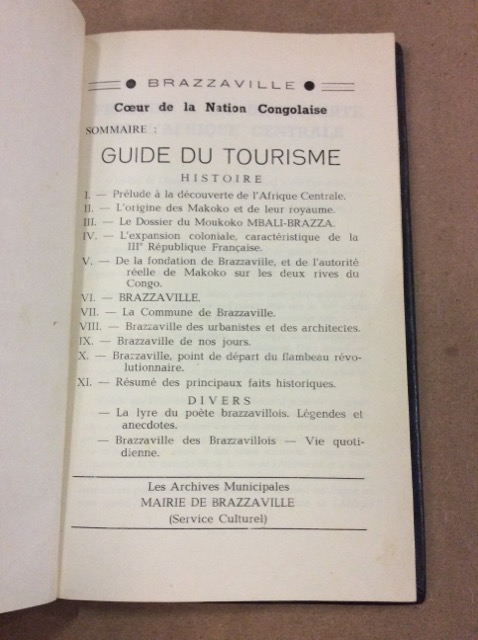 BRAZZAVILLE
Cœur de la Nation Congolaise
SOMMAIRE :
GUIDE DU TOURISME
HISTOIRE
I. — Prélude à la découverte de l'Afrique Centrale.
II. — L'origine des Makoko et de leur royaume.
III. — Le Dossier du Moukoko MBALI-BRAZZA.
IV. — L'expansion coloniale, caractéristique de la
IIIe République Française.
V. — De la fondation de Brazzaville, et de l'autorité
réelle de Makoko sur les deux rives du
Congo.
VI. — BRAZZAVILLE.
VII. — La Commune de Brazzaville.
VIII. — Brazzaville des urbanistes et des architectes.
IX. — Brazzaville de nos jours.
X. — Brazzaville, point de départ du flambeau révo-
lutionnaire.
XI. — Résumé des principaux faits historiques.
DIVERS
— La lyre du poète brazzavillois. Légendes et
anecdotes.
— Brazzaville des Brazzavillois — Vie quoti-
dienne.
Les Archives Municipales
MAIRIE DE BRAZZAVILLE
(Service Culturel)